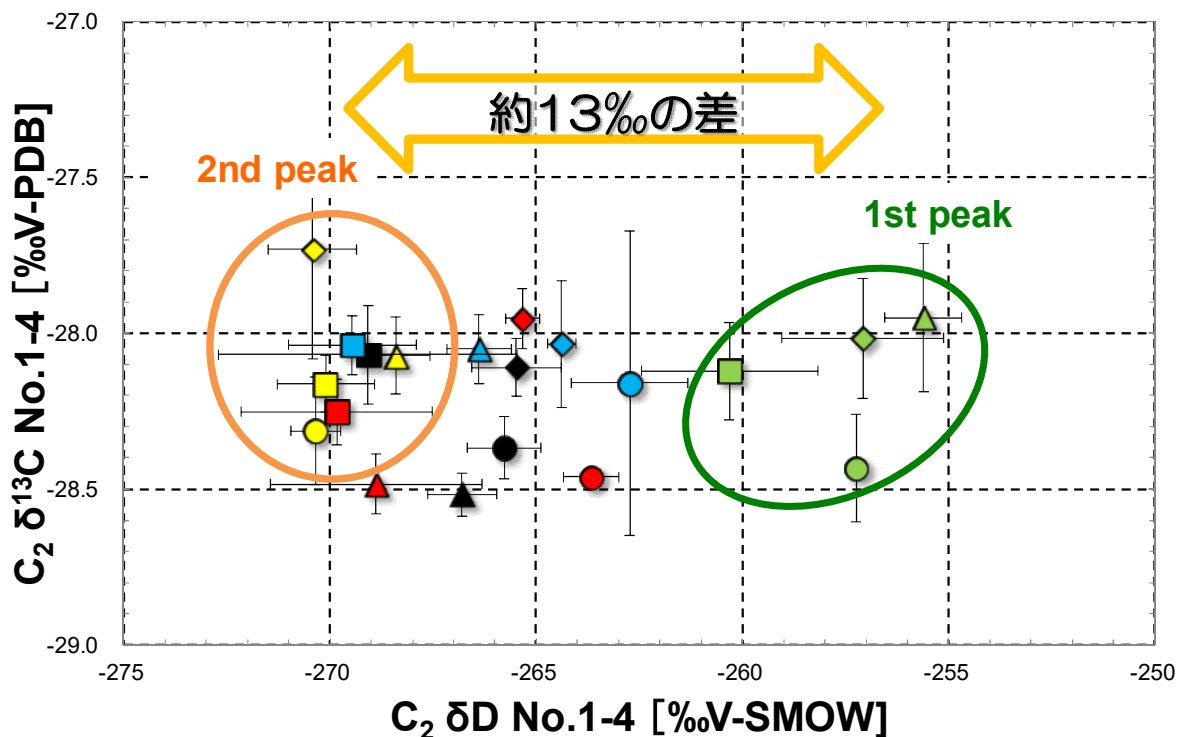 -27.0
約13‰の差
-27.5
2nd peak
1st peak
-28.0
-28.5
-29.0
C₂ δ¹³C No.1-4 [‰V-PDB]
-275
-270
-265
-260
-255
-250
C₂ δD No.1-4 [‰V-SMOW]